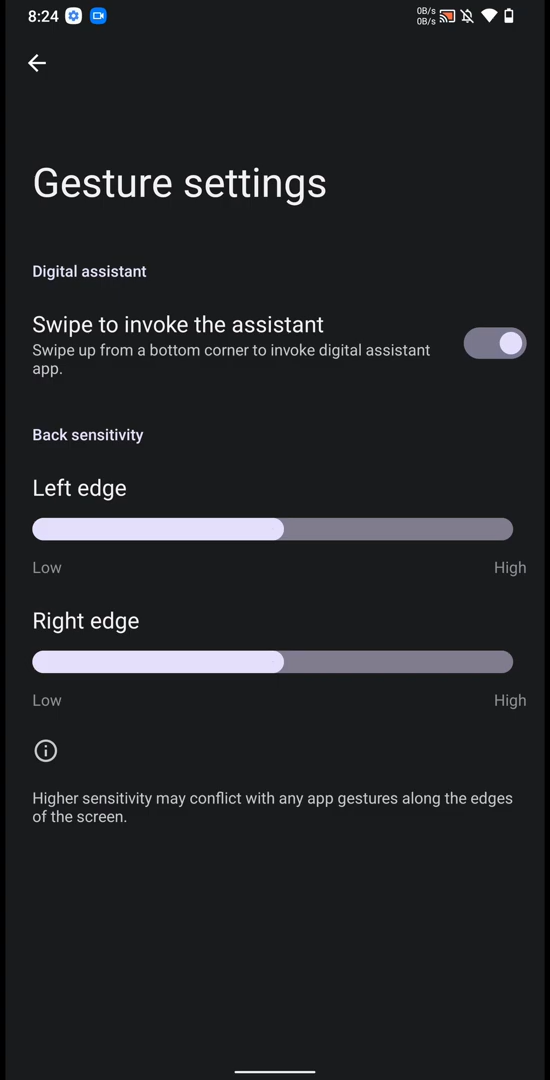 8:24
0B/s
0B/s
Gesture settings
Digital assistant
Swipe to invoke the assistant
Swipe up from a bottom corner to invoke digital assistant
app.
Back sensitivity
Left edge
Low High
Right edge
Low High
Higher sensitivity may conflict with any app gestures along the edges
of the screen.